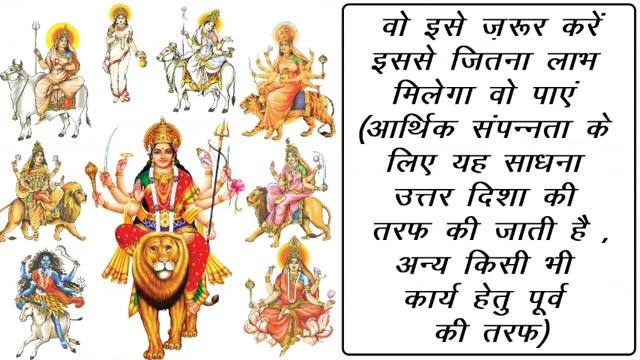 वो इसे ज़रूर करें
इससे जितना लाभ
मिलेगा वो पाएं
(आर्थिक संपन्नता के
लिए यह साधना
उत्तर दिशा की
तरफ की जाती है ,
अन्य किसी भी
कार्य हेतु पूर्व
की तरफ)